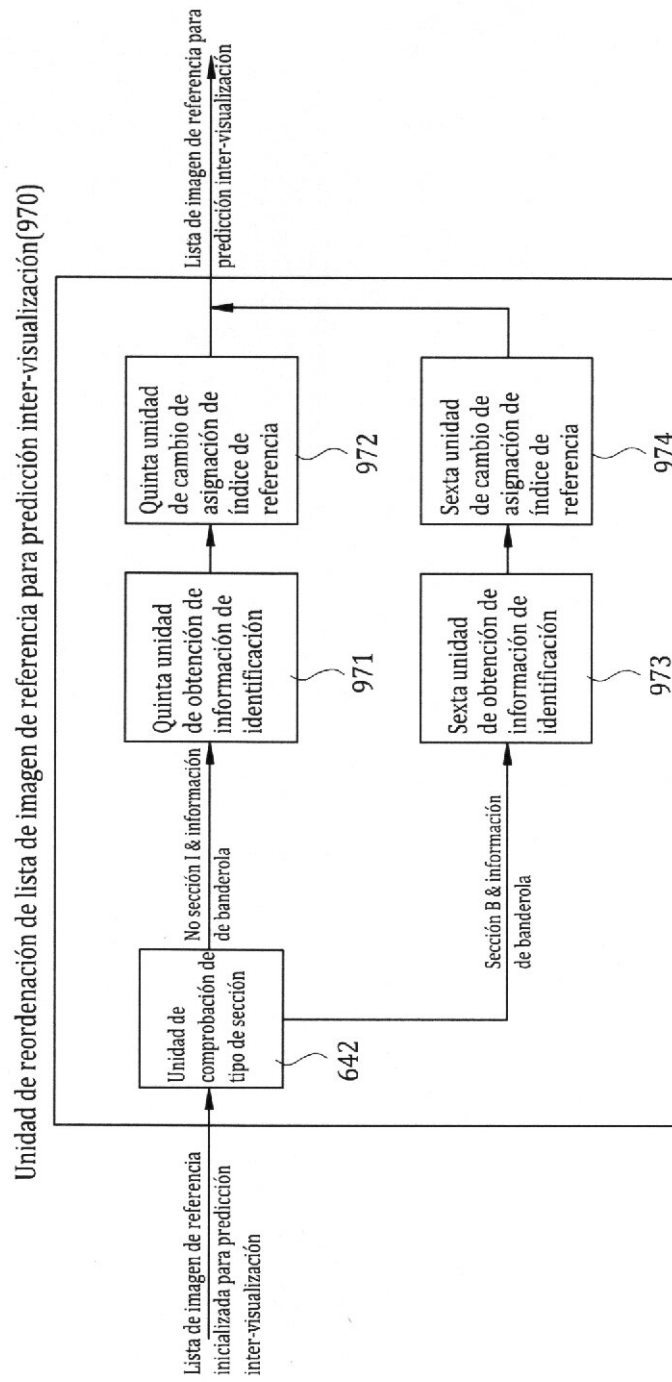 Unidad de reordenación de lista de imagen de referencia para predicción inter-visualización(970)
Lista de imagen de referencia
inicializada para predicción
inter-visualización
Unidad de
comprobación de
tipo de sección
642
No sección I & información
de banderola
Quinta unidad
de obtención de
información de
identificación
971
Quinta unidad
de cambio de
asignación de
índice de
referencia
972
Lista de imagen de referencia para
predicción inter-visualización
Sección B & información
de banderola
Sexta unidad
de obtención de
información de
identificación
973
Sexta unidad
de cambio de
asignación de
índice de
referencia
974